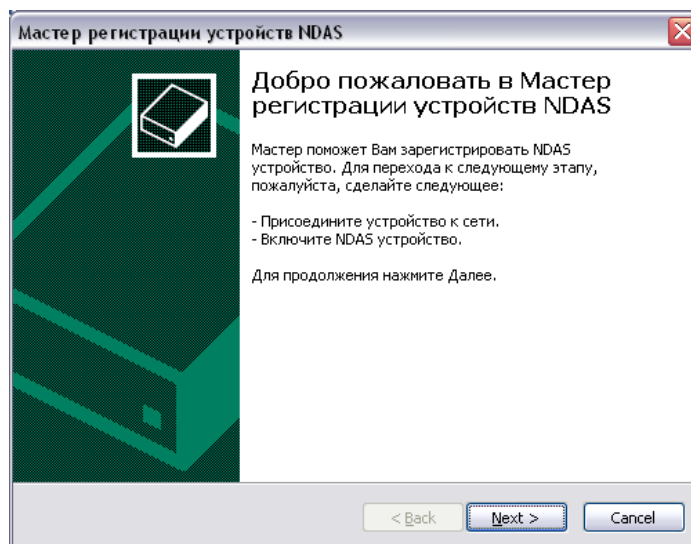 Мастер регистрации устройств NDAS
Добро пожаловать в Мастер
регистрации устройств NDAS
Мастер поможет Вам зарегистрировать NDAS
устройство. Для перехода к следующему этапу,
пожалуйста, сделайте следующее:
- Присоедините устройство к сети.
- Включите NDAS устройство.
Для продолжения нажмите Далее.
< Back Next > Cancel